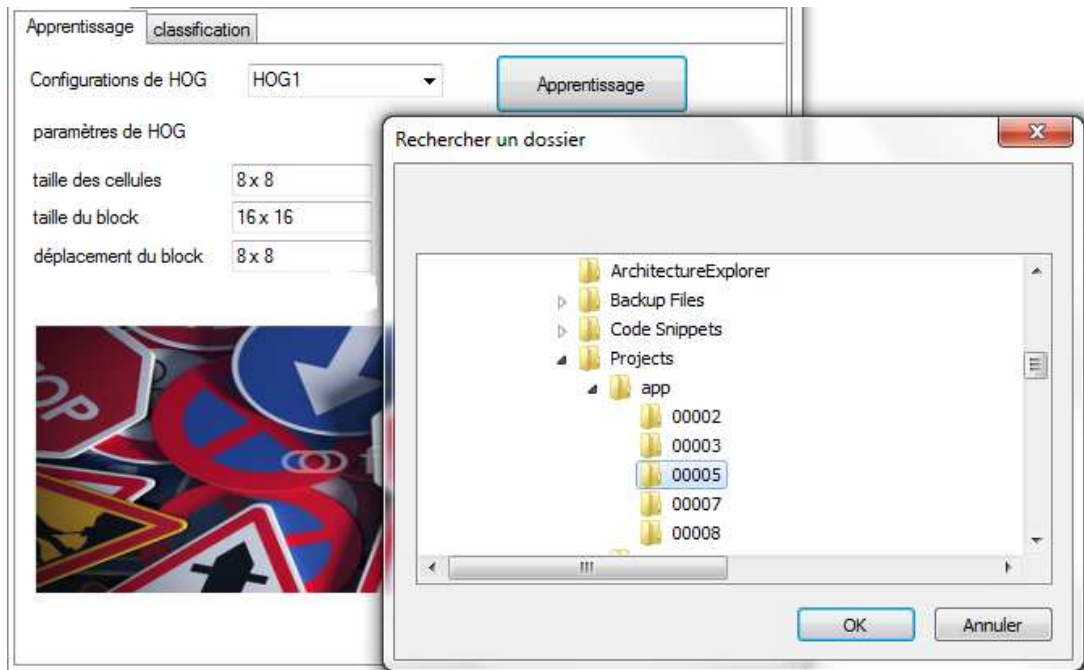 Apprentissage classification
Configurations de HOG HOG1 Apprentissage
paramètres de HOG
taille des cellules 8 x 8
taille du block 16 x 16
déplacement du block 8 x 8
OP
Rechercher un dossier
ArchitectureExplorer
Backup Files
Code Snippets
Projects
app
00002
00003
00005
00007
00008
OK Annuler